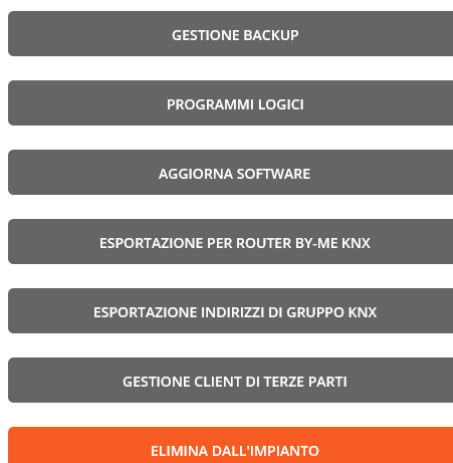 GESTIONE BACKUP
PROGRAMMI LOGICI
AGGIORNA SOFTWARE
ESPORTAZIONE PER ROUTER BY-ME KNX
ESPORTAZIONE INDIRIZZI DI GRUPPO KNX
GESTIONE CLIENT DI TERZE PARTI
ELIMINA DALL'IMPIANTO